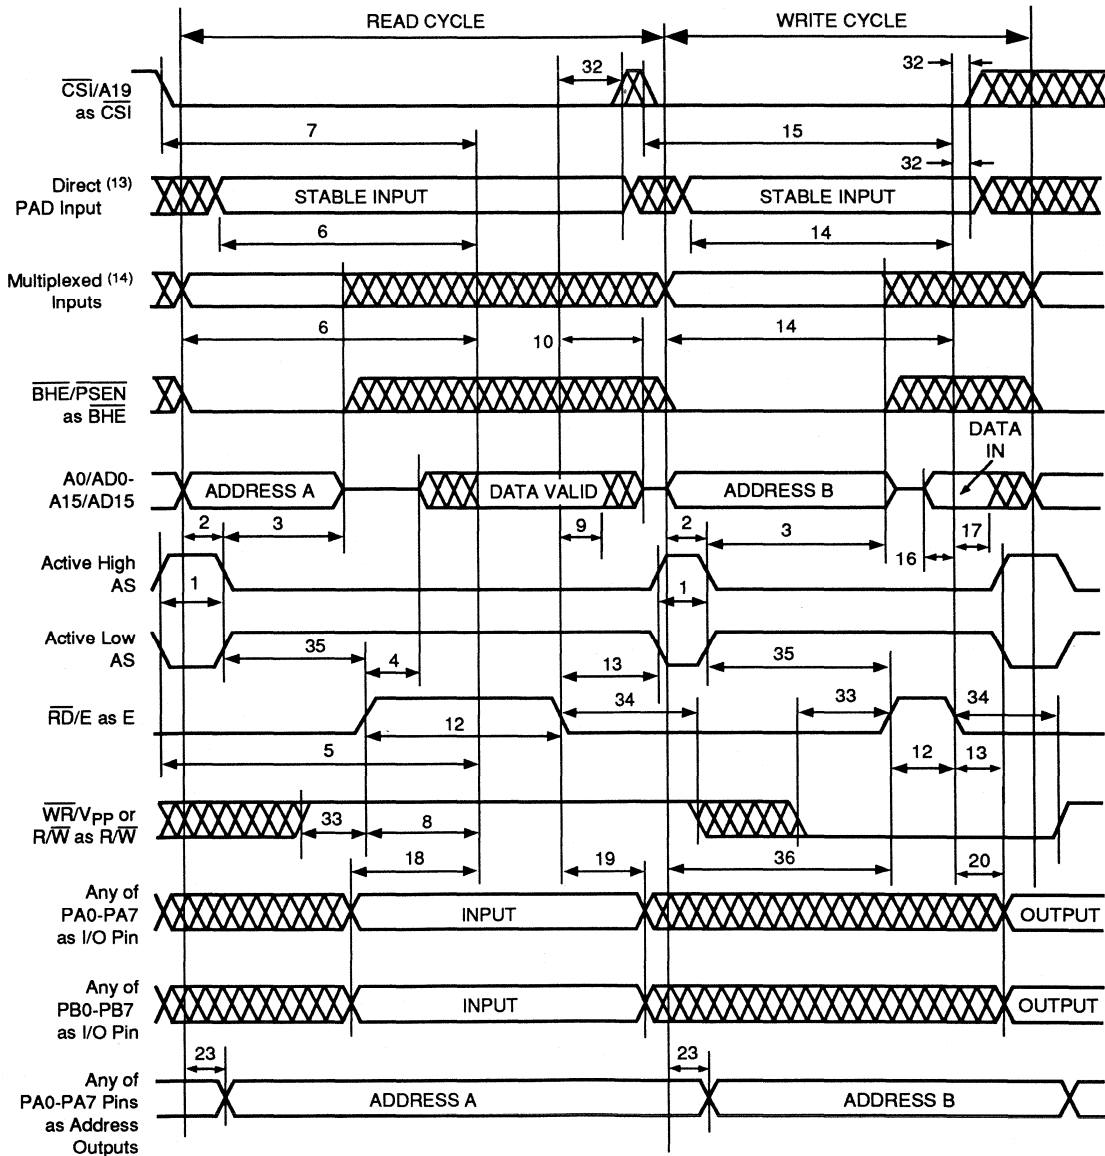 READ CYCLE WRITE CYCLE
32 32
CSI/A19
as CSI
7 15
32
Direct (13)
PAD Input
STABLE INPUT STABLE INPUT
6 14
Multiplexed (14)
Inputs
6 10 14
BHE/PSEN
as BHE
DATA
IN
A0/AD0-
A15/AD15
ADDRESS A DATA VALID ADDRESS B
2 3 9 2 3 16 17
Active High
AS
1 1
Active Low
AS
35 4 13 35
RD/E as E
34 33 34
12 12 13
5
WR/VPP or
R/W as R/W
33 8
18 19 36 20
Any of
PA0-PA7
as I/O Pin
INPUT OUTPUT
Any of
PB0-PB7
as I/O Pin
INPUT OUTPUT
23 23
Any of
PA0-PA7 Pins
as Address
Outputs
ADDRESS A ADDRESS B